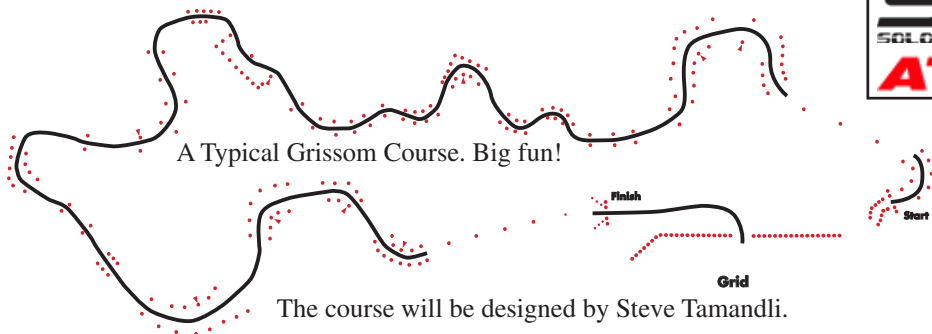 SOLO
A Typical Grissom Course. Big fun!
Finish
Start
Grid
The course will be designed by Steve Tamandli.